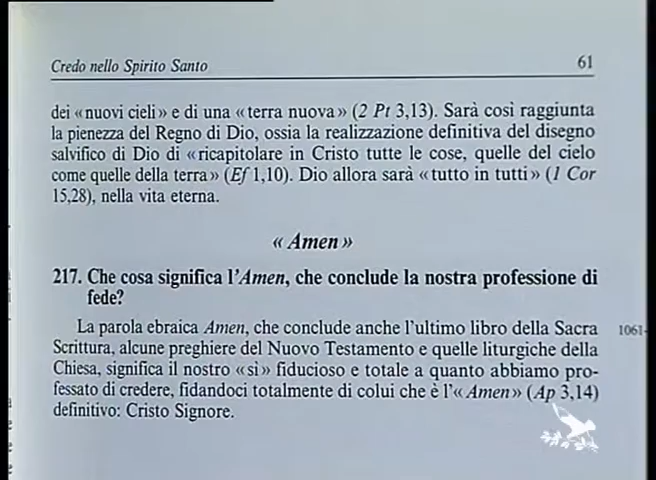 Credo nello Spirito Santo 61
dei «nuovi cieli» e di una «terra nuova» (2 Pt 3,13). Sarà così raggiunta
la pienezza del Regno di Dio, ossia la realizzazione definitiva del disegno
salvifico di Dio di «ricapitolare in Cristo tutte le cose, quelle del cielo
come quelle della terra» (Ef 1,10). Dio allora sarà «tutto in tutti» (1 Cor
15,28), nella vita eterna.
«Amen»
217. Che cosa significa l'Amen, che conclude la nostra professione di
fede?
La parola ebraica Amen, che conclude anche l'ultimo libro della Sacra
Scrittura, alcune preghiere del Nuovo Testamento e quelle liturgiche della
Chiesa, significa il nostro «sì» fiducioso e totale a quanto abbiamo pro-
fessato di credere, fidandoci totalmente di colui che è l'«Amen» (Ap 3,14)
definitivo: Cristo Signore.
1061-